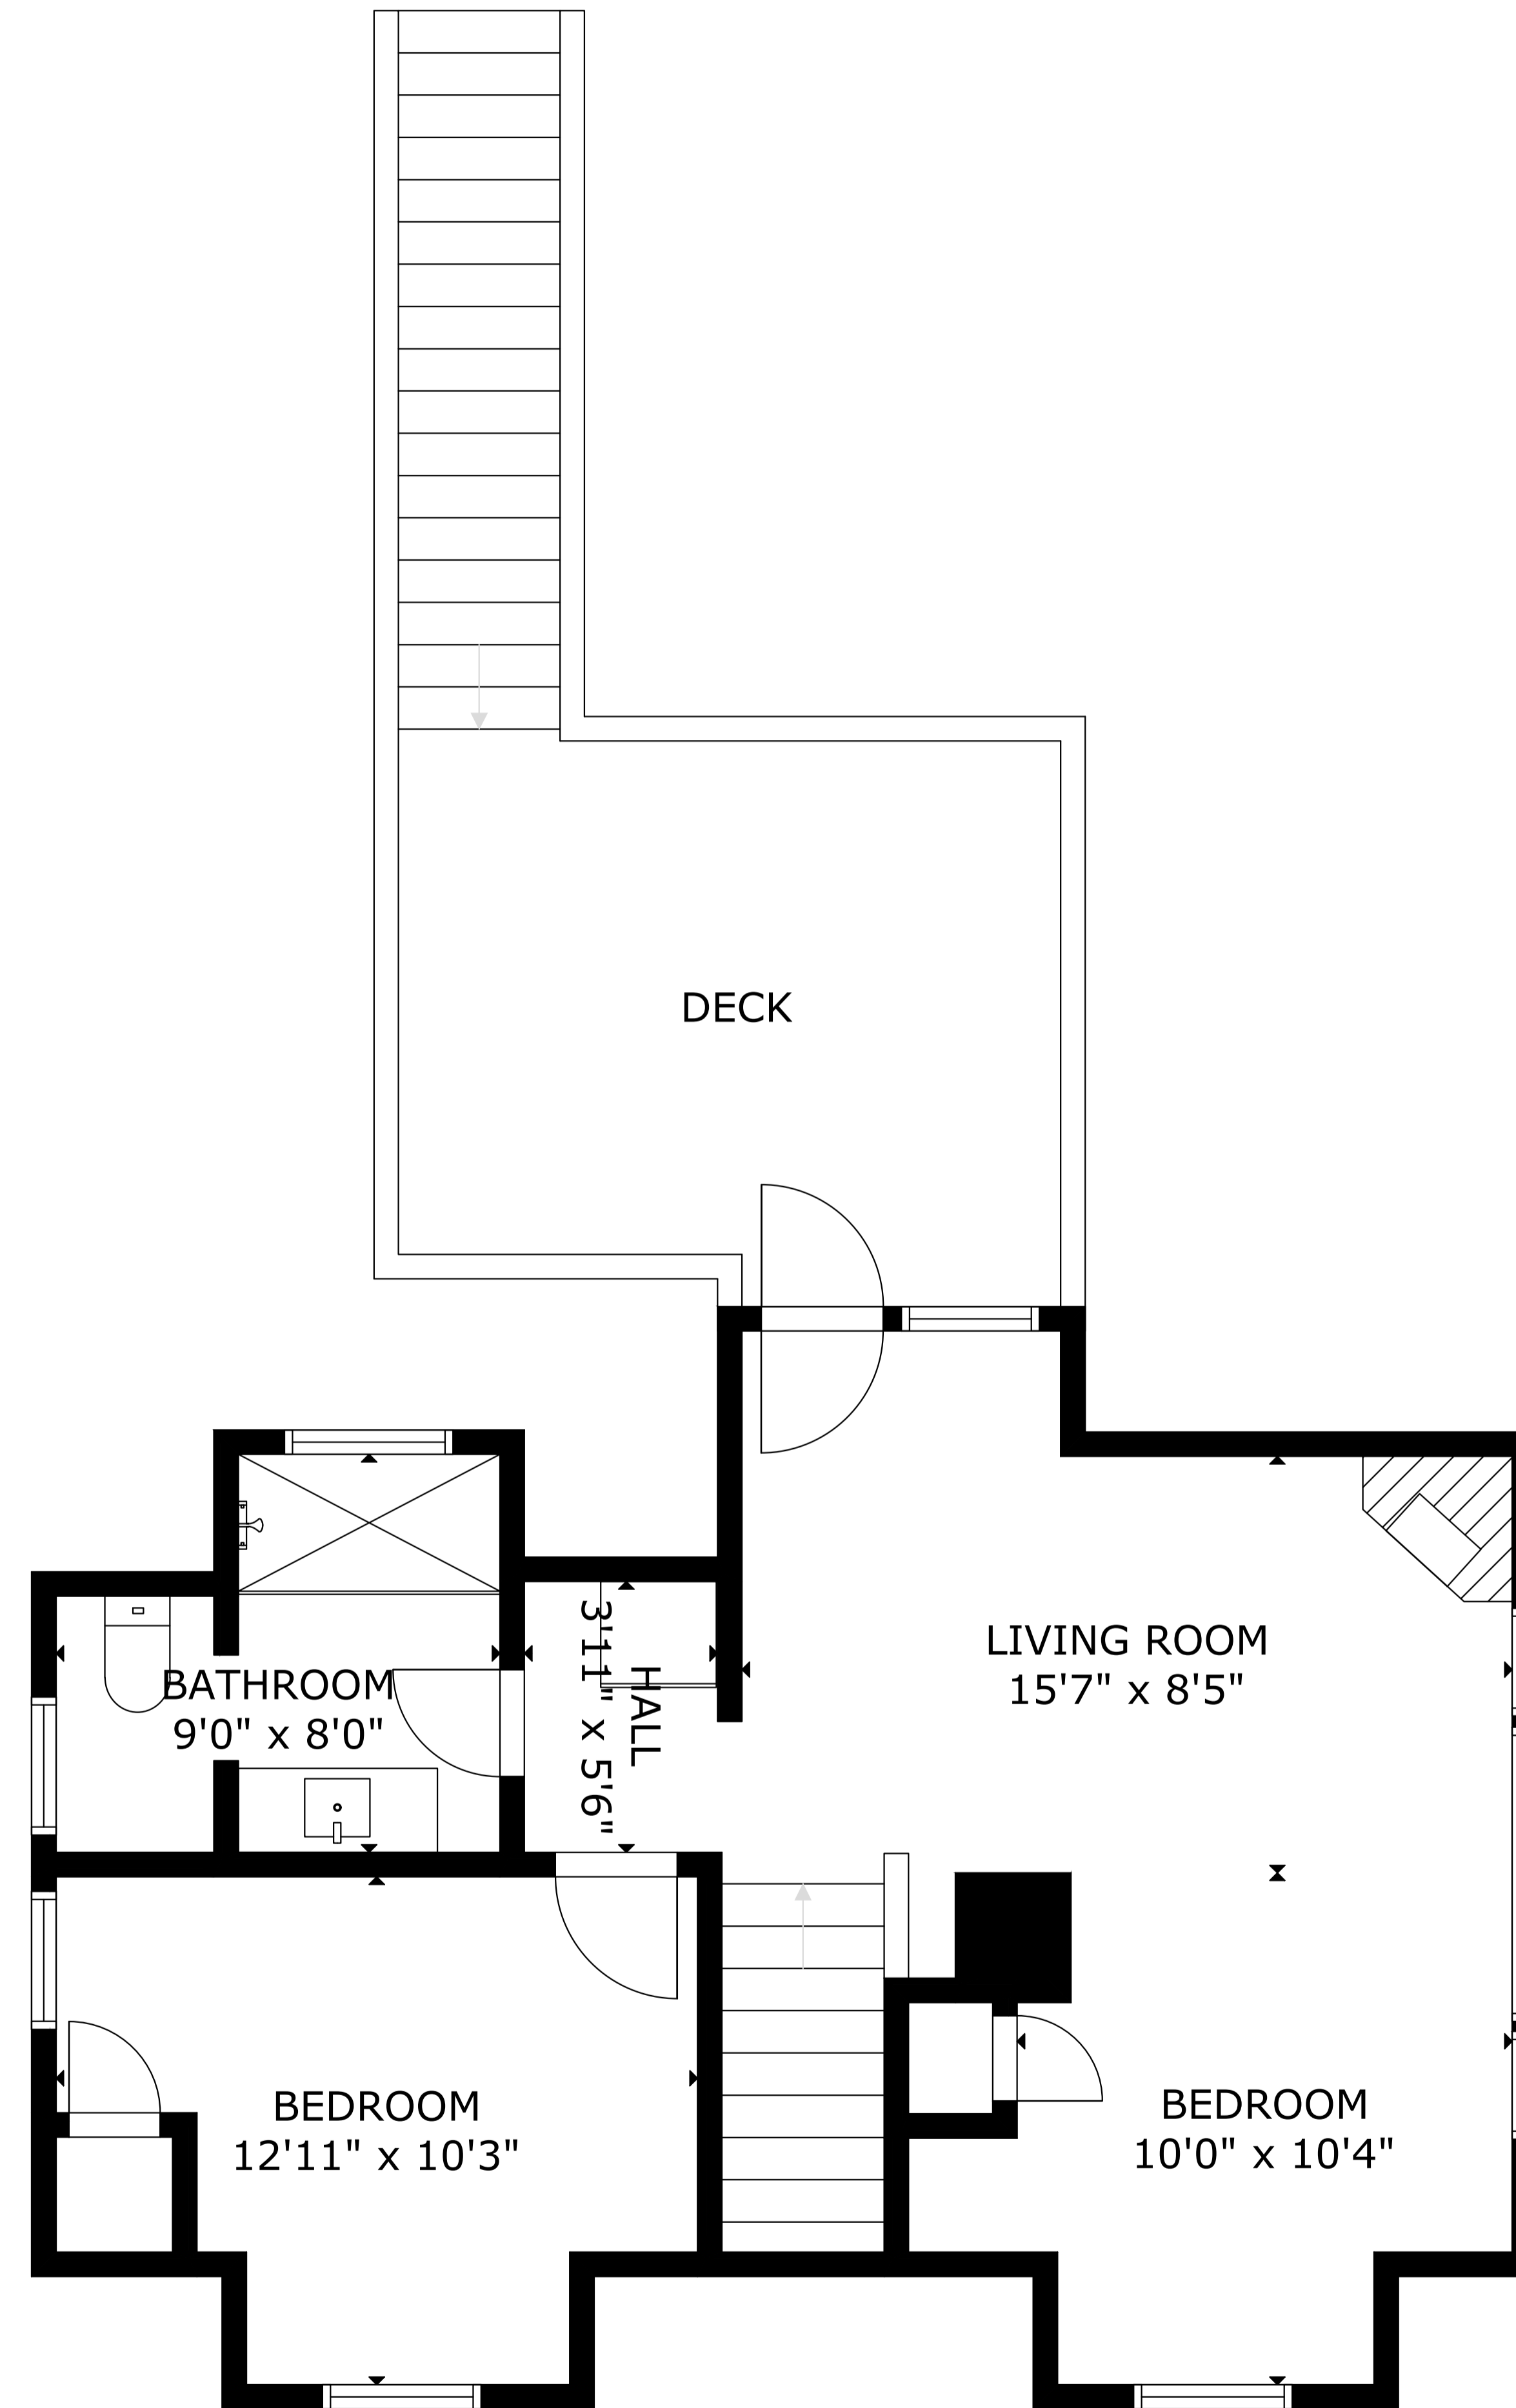 DECK
LIVING ROOM
15'7" x 8'5"
BATHROOM
9'0" x 8'0"
HALL
3'11" x 5'6"
BEDROOM
12'11" x 10'3"
BEDROOM
10'0" x 10'4"